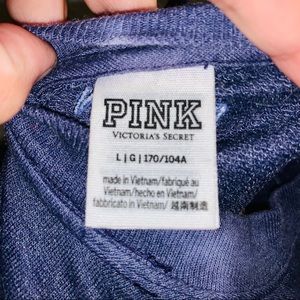 PINK
VICTORIA'S SECRET
L | G | 170/104A
made in Vietnam/fabriqué au
Vietnam/hecho en Vietnam/
fabbricato in Vietnam/ 越南制造